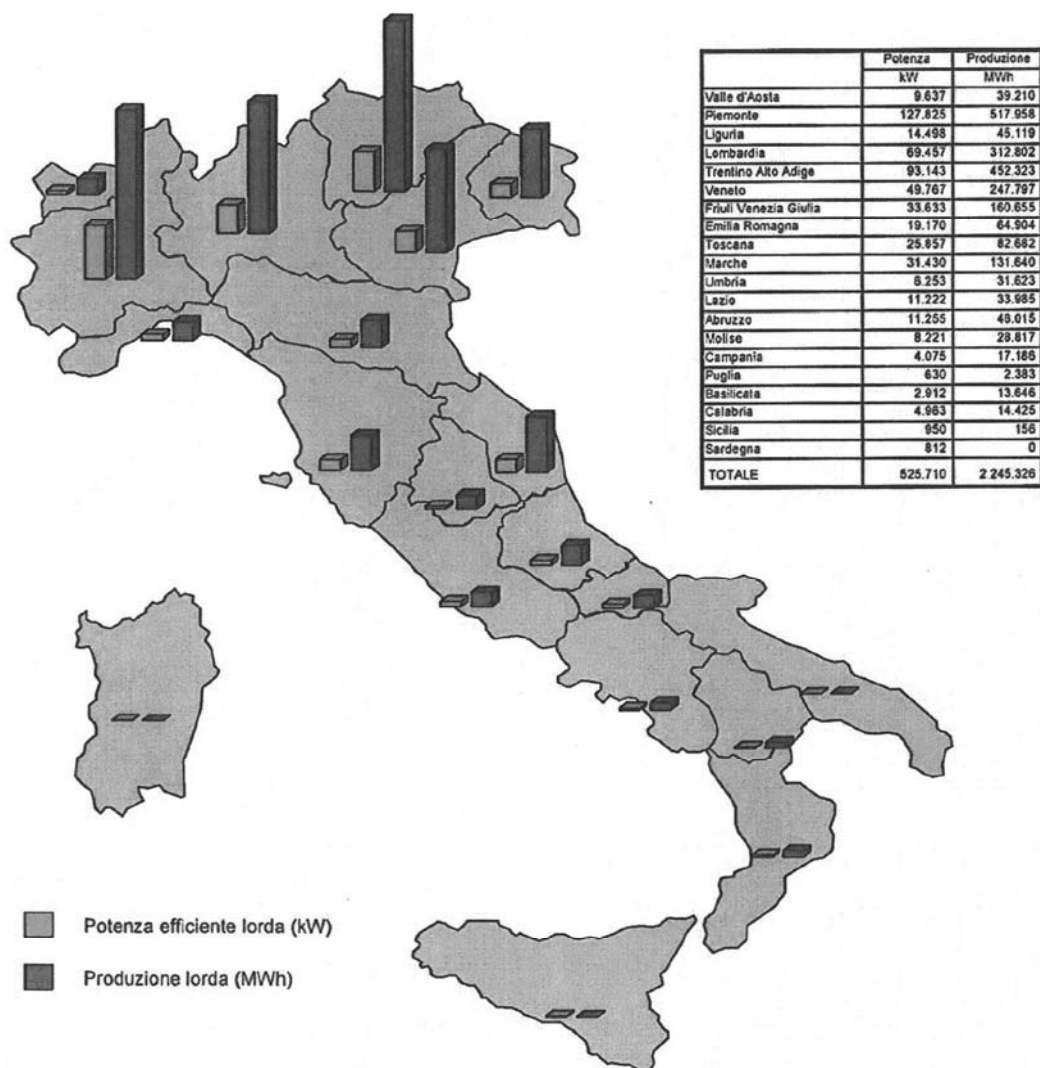 Potenza Produzione
kW MWh
Valle d'Aosta 9.637 39.210
Piemonte 127.825 517.958
Liguria 14.498 45.119
Lombardia 69.457 312.802
Trentino Alto Adige 93.143 452.323
Veneto 49.767 247.797
Friuli Venezia Giulia 33.633 160.655
Emilia Romagna 19.170 64.904
Toscana 25.857 82.682
Marche 31.430 131.640
Umbria 6.253 31.623
Lazio 11.222 33.985
Abruzzo 11.255 48.015
Molise 8.221 28.817
Campania 4.075 17.186
Puglia 630 2.383
Basilicata 2.912 13.646
Calabria 4.963 14.425
Sicilia 950 156
Sardegna 812 0
TOTALE 525.710 2.245.326
Potenza efficiente lorda (kW)
Produzione lorda (MWh)